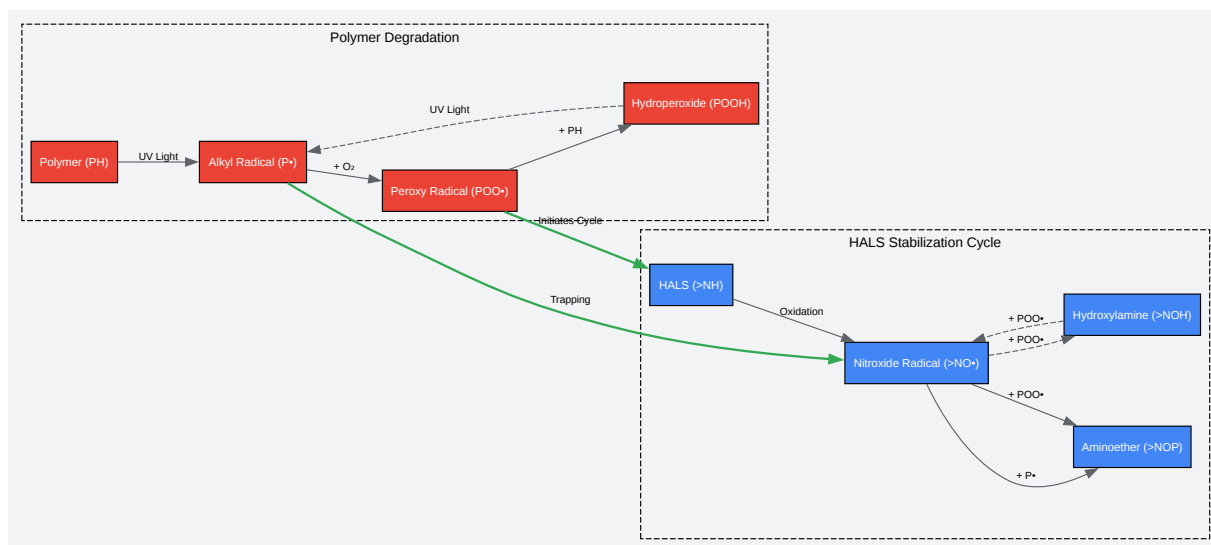 Polymer Degradation
Hydroperoxide (POOH)
UV Light
+ PH
Polymer (PH)
UV Light
Alkyl Radical (P•)
+ O₂
Peroxy Radical (POO•)
Initiates Cycle
HALS Stabilization Cycle
HALS (>NH)
Trapping
Oxidation
Hydroxylamine (>NOH)
+ POO•
+ POO•
Nitroxide Radical (>NO•)
+ POO•
Aminoether (>NOP)
+ P•